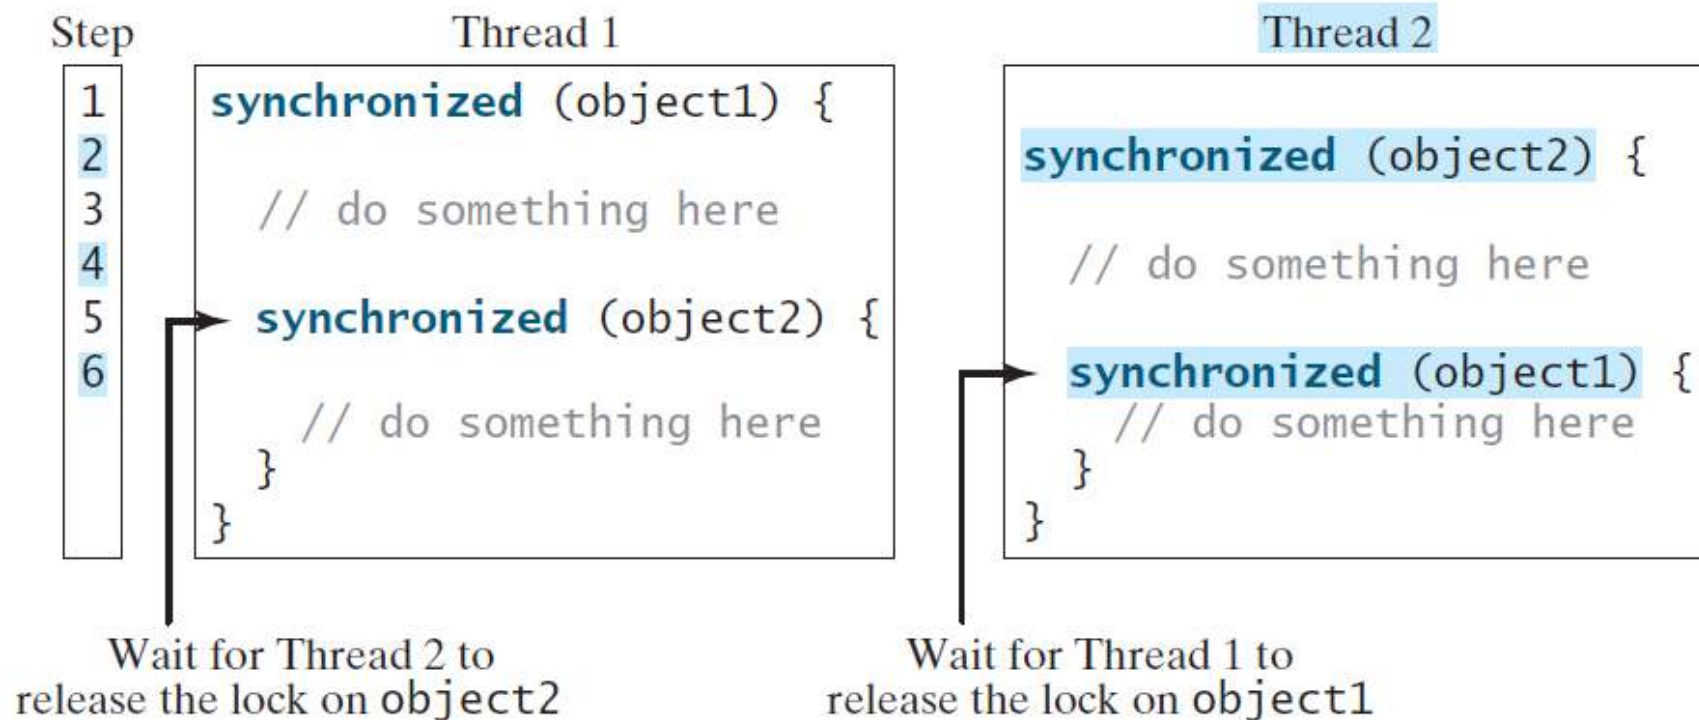 Step Thread 1 Thread 2
1 synchronized (object1) {
2 synchronized (object2) {
3 // do something here
4 // do something here
5 synchronized (object2) {
6 synchronized (object1) {
// do something here // do something here
} }
} }
Wait for Thread 2 to Wait for Thread 1 to
release the lock on object2 release the lock on object1